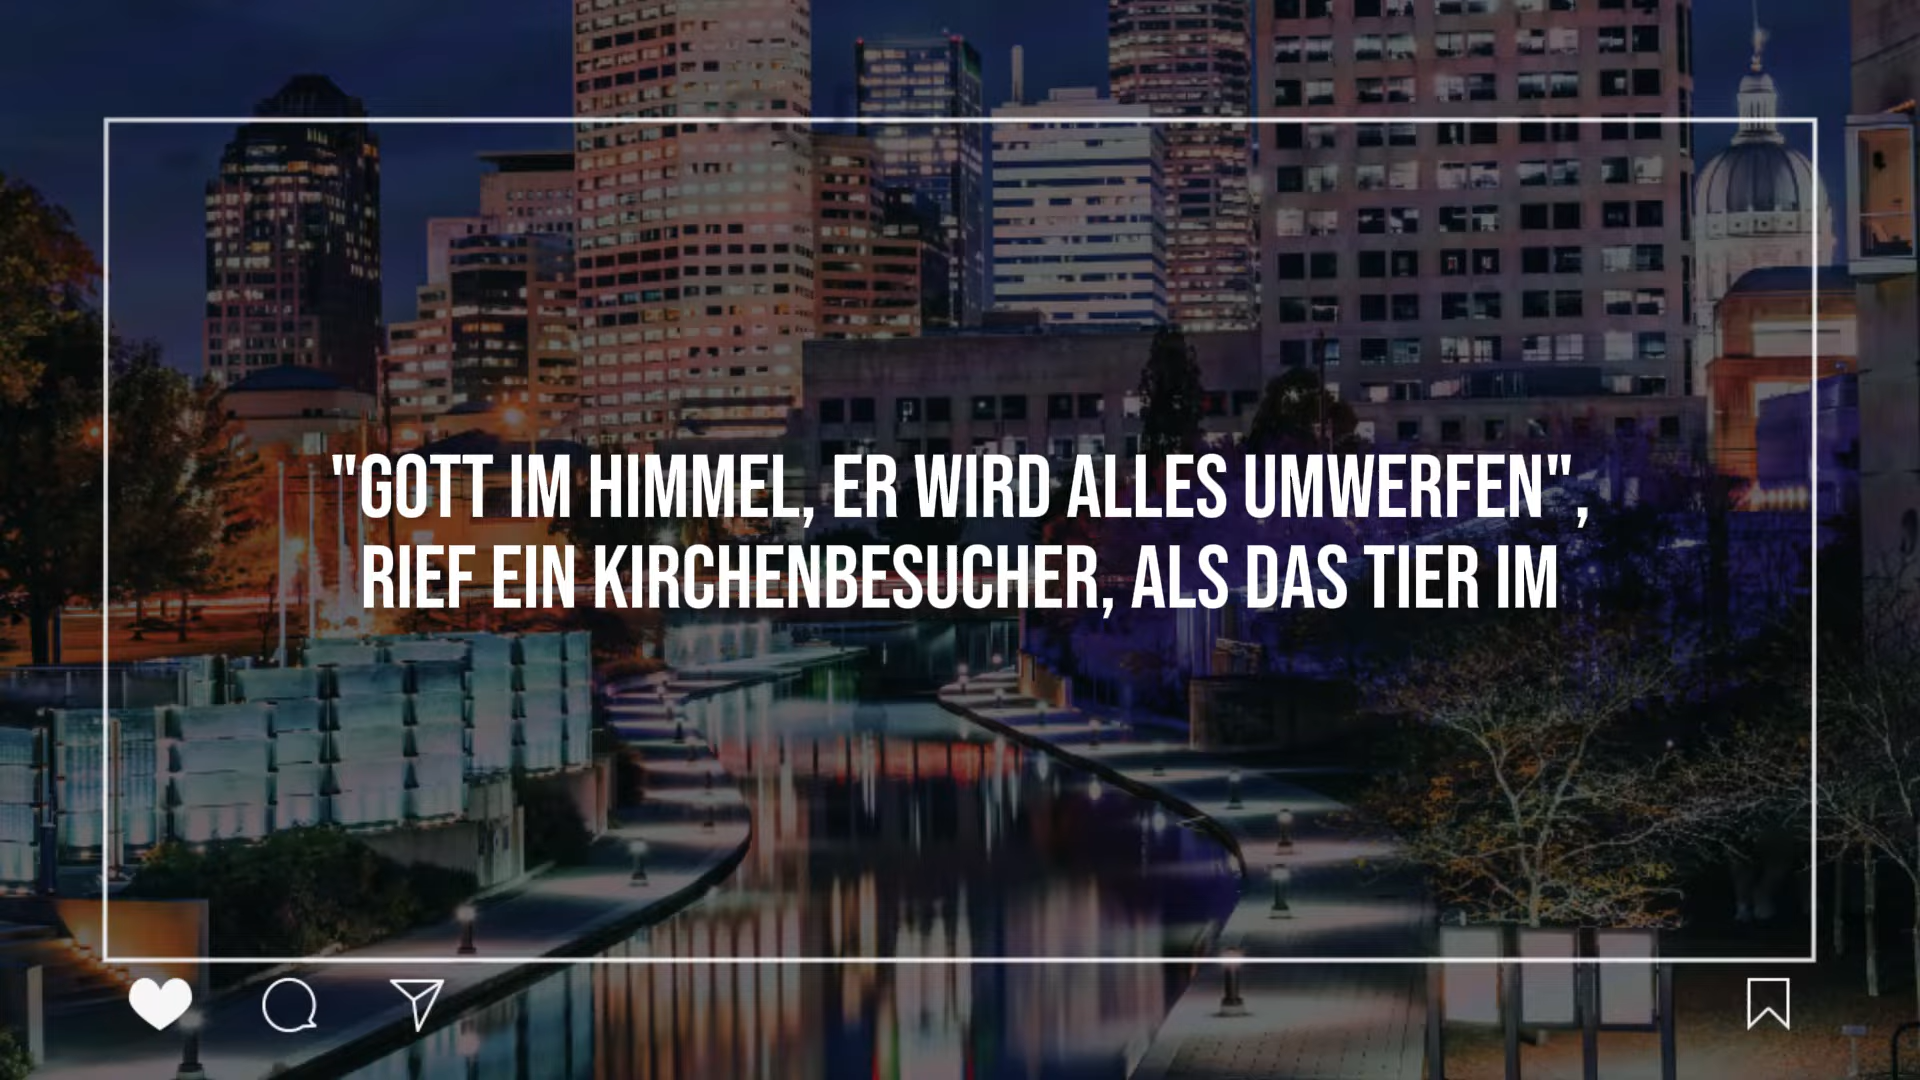 "GOTT IM HIMMEL, ER WIRD ALLES UMWERFEN",
RIEF EIN KIRCHENBESUCHER, ALS DAS TIER IM